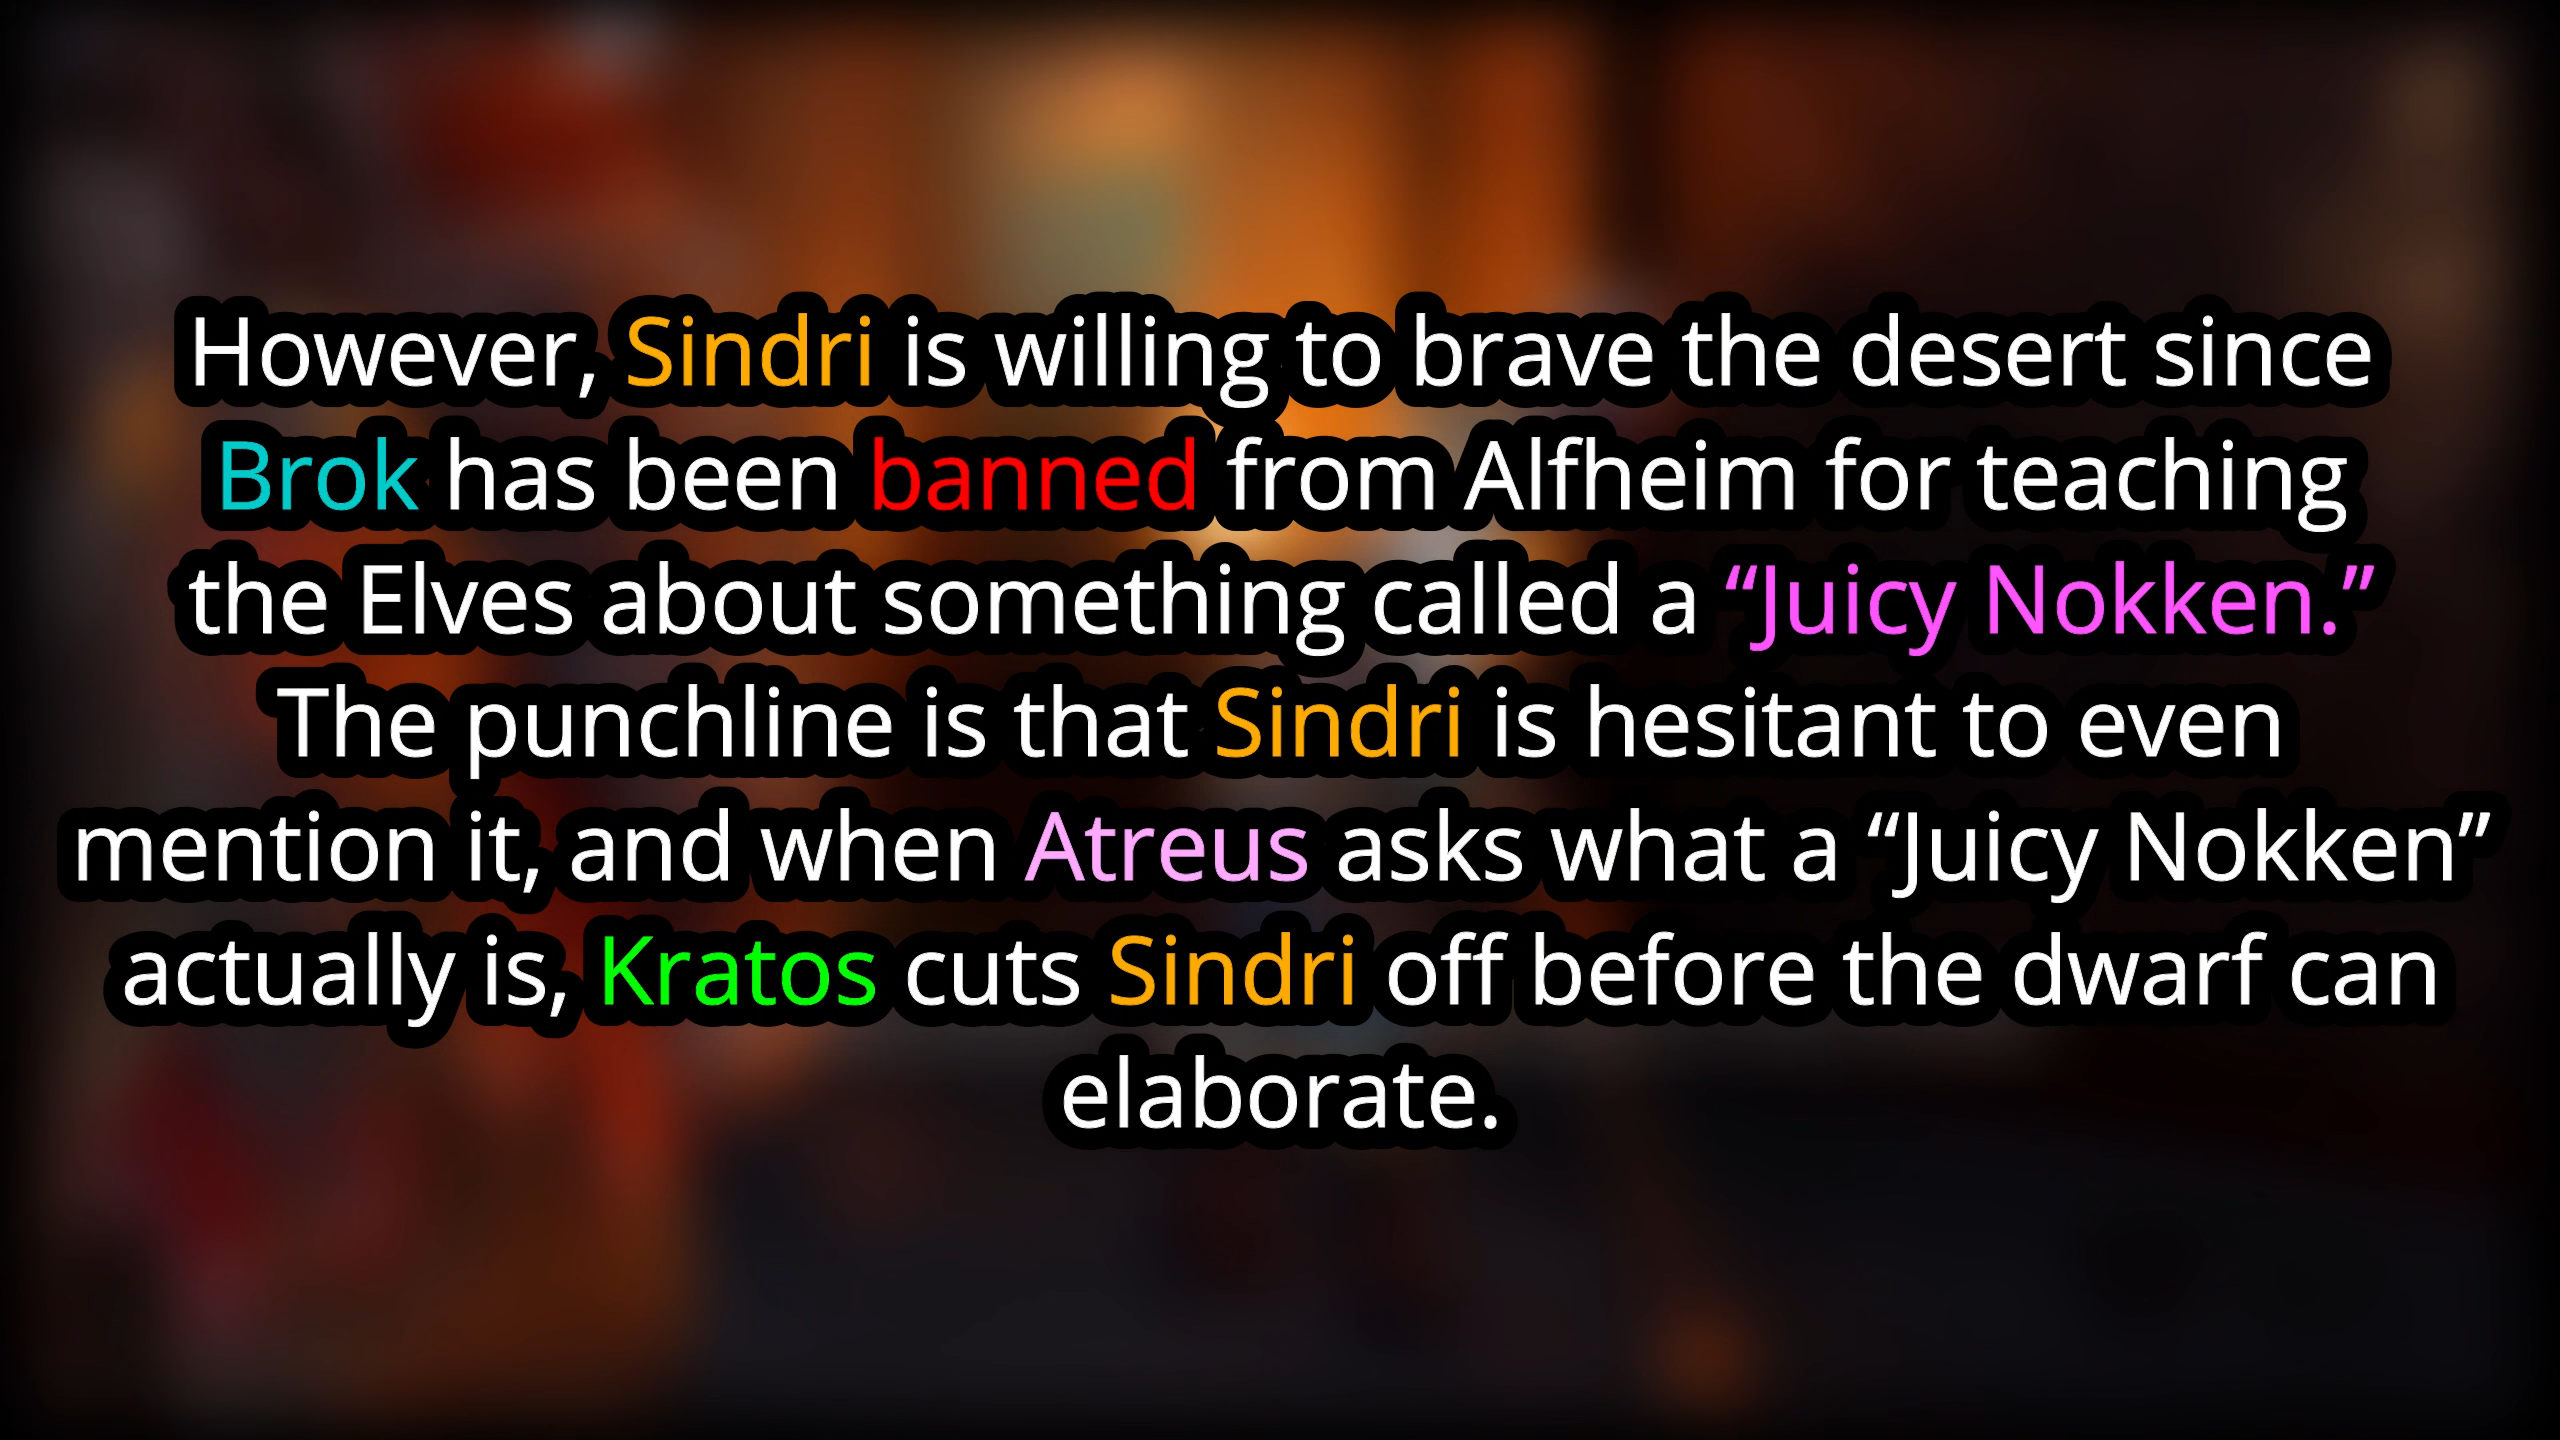 However, Sindri is willing to brave the desert since
Brok has been banned from Alfheim for teaching
the Elves about something called a “Juicy Nokken.”
The punchline is that Sindri is hesitant to even
mention it, and when Atreus asks what a “Juicy Nokken”
actually is, Kratos cuts Sindri off before the dwarf can
elaborate.